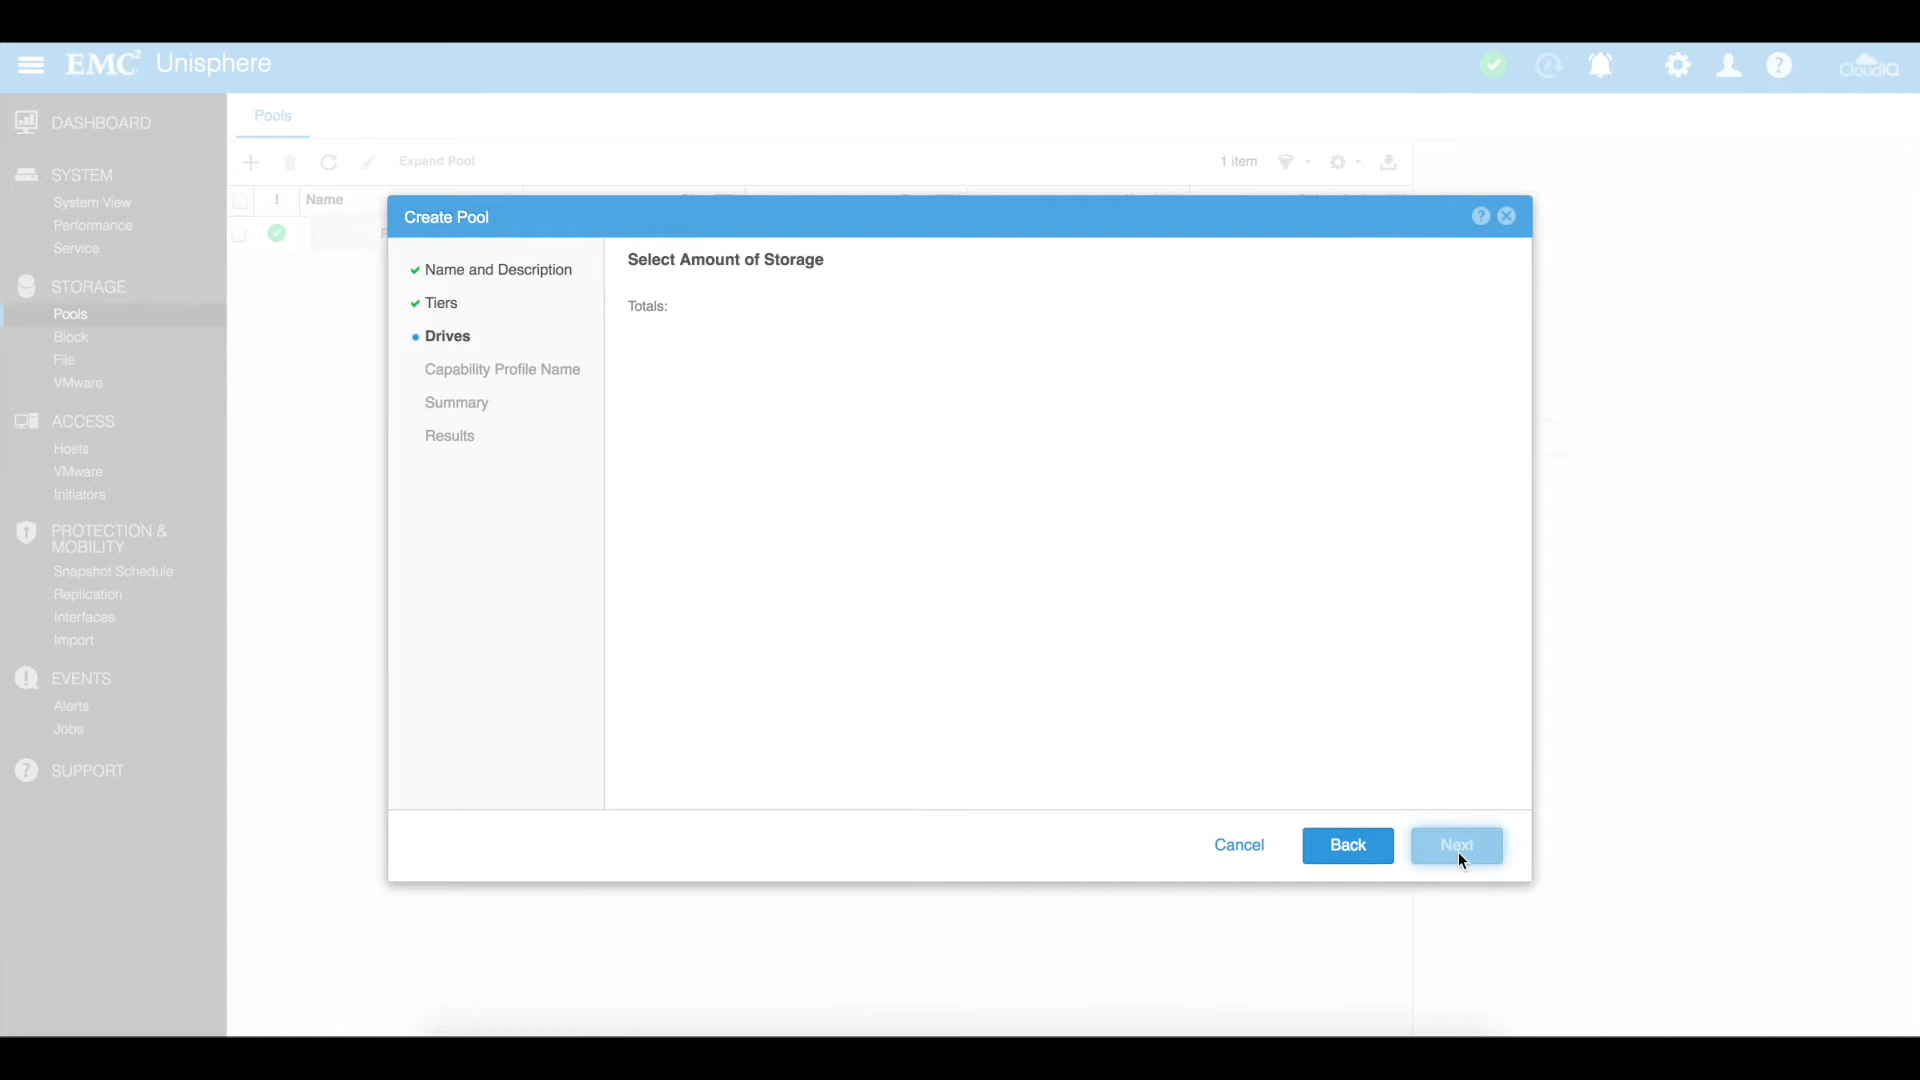 EMC² Unisphere
CloudIQ
DASHBOARD
SYSTEM
System View
Performance
Service
STORAGE
Pools
Block
File
VMware
ACCESS
Hosts
VMware
Initiators
PROTECTION &
MOBILITY
Snapshot Schedule
Replication
Interfaces
Import
EVENTS
Alerts
Jobs
SUPPORT
Pools
Expand Pool
1 item
! Name
Create Pool
Name and Description
Tiers
Drives
Capability Profile Name
Summary
Results
Select Amount of Storage
Totals:
Cancel
Back
Next